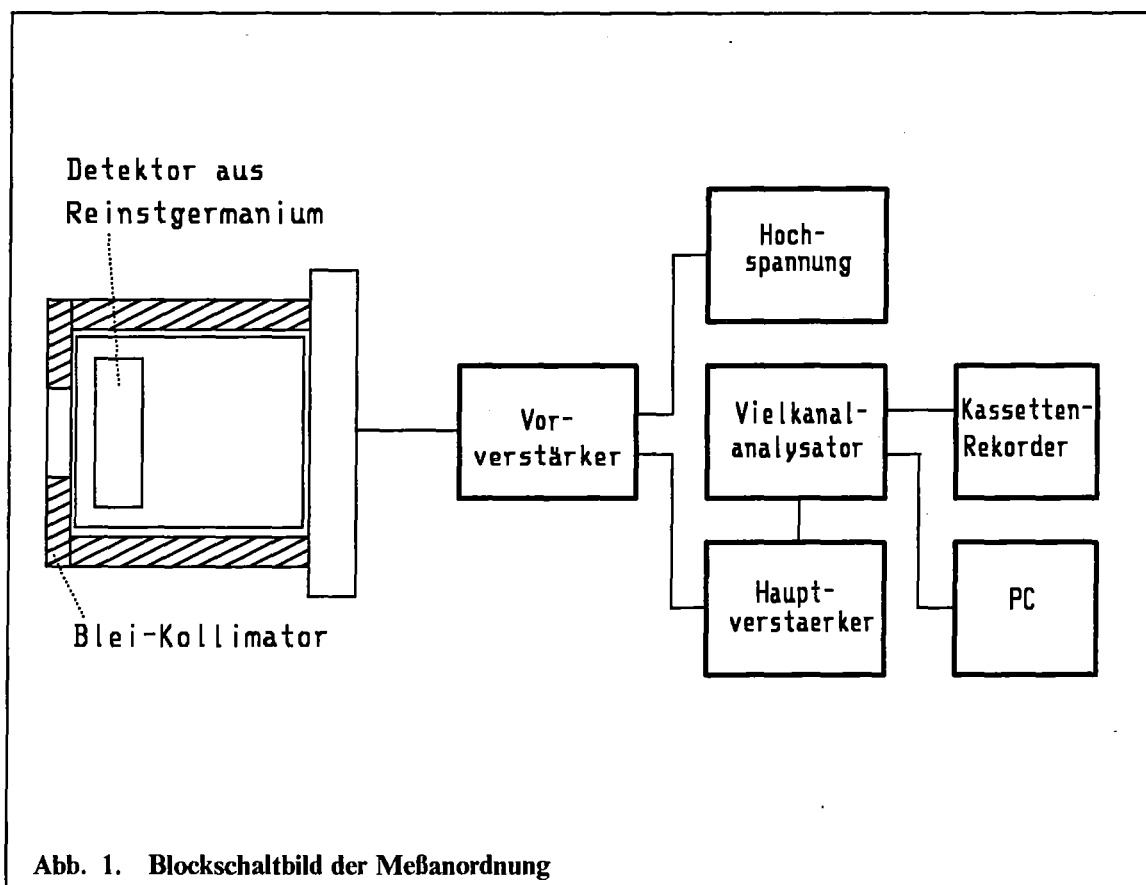 Detektor aus
Reinstgermanium
Blei-Kollimator
Vor-
verstärker
Hoch-
spannung
Vielkanal-
analysator
Haupt-
verstaerker
Kassetten-
Rekorder
PC
Abb. 1. Blockschaltbild der Meßanordnung